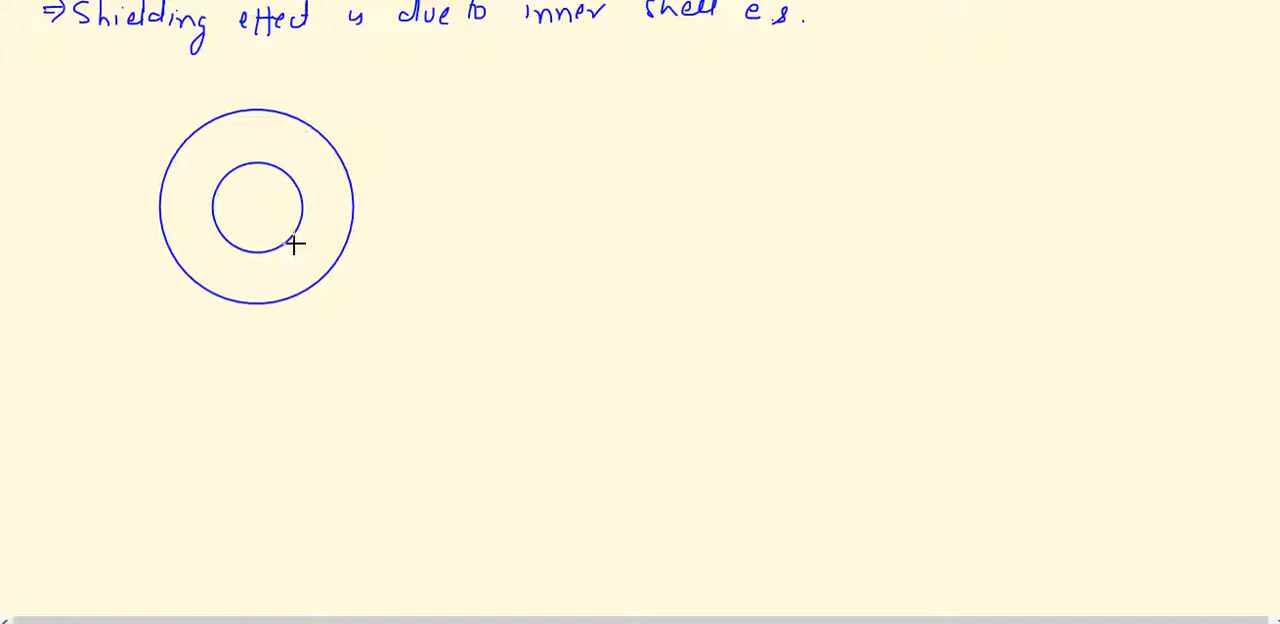 ⇒ Shielding effect is due to inner shell e s.